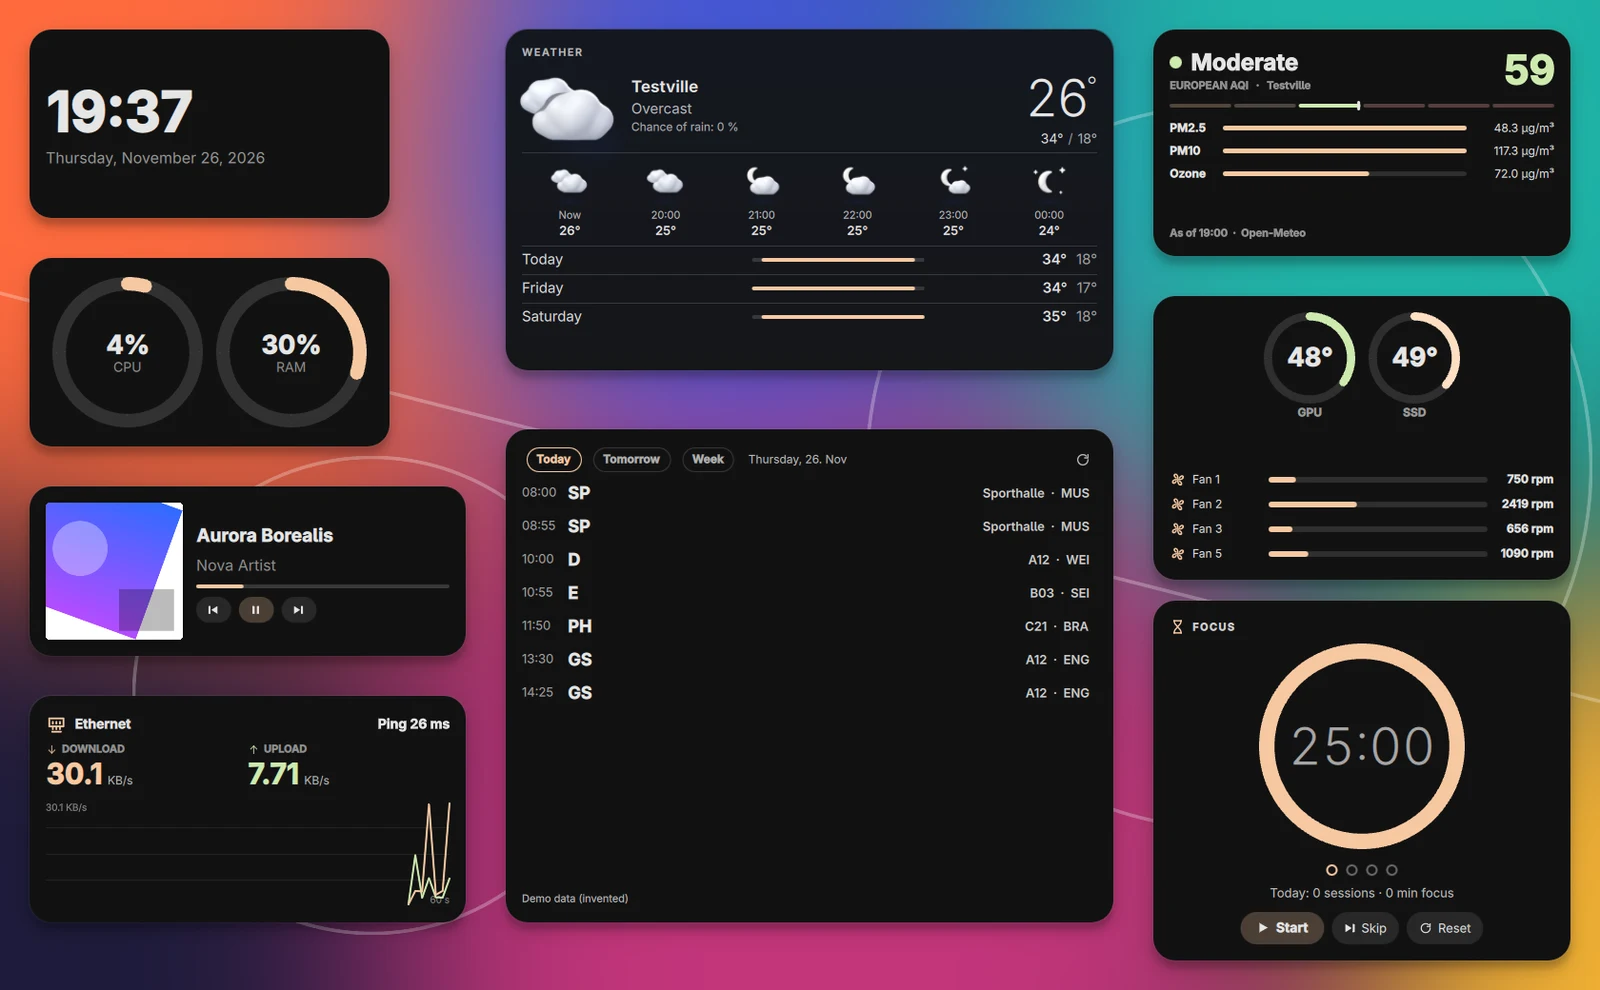 19:37
Thursday, November 26, 2026
4%
CPU
30%
RAM
Aurora Borealis
Nova Artist
Ethernet
Ping 26 ms
↓ DOWNLOAD
↑ UPLOAD
30.1 KB/s
7.71 KB/s
30.1 KB/s
60 s
WEATHER
Testville
Overcast
Chance of rain: 0 %
26°
34° / 18°
Now 20:00 21:00 22:00 23:00 00:00
26° 25° 25° 25° 25° 24°
Today 34° 18°
Friday 34° 17°
Saturday 35° 18°
Today Tomorrow Week Thursday, 26. Nov
08:00 SP Sporthalle · MUS
08:55 SP Sporthalle · MUS
10:00 D A12 · WEI
10:55 E B03 · SEI
11:50 PH C21 · BRA
13:30 GS A12 · ENG
14:25 GS A12 · ENG
Demo data (invented)
Moderate
59
EUROPEAN AQI · Testville
PM2.5 48.3 µg/m³
PM10 117.3 µg/m³
Ozone 72.0 µg/m³
As of 19:00 · Open-Meteo
48° 49°
GPU SSD
Fan 1 750 rpm
Fan 2 2419 rpm
Fan 3 656 rpm
Fan 5 1090 rpm
FOCUS
25:00
Today: 0 sessions · 0 min focus
Start Skip Reset